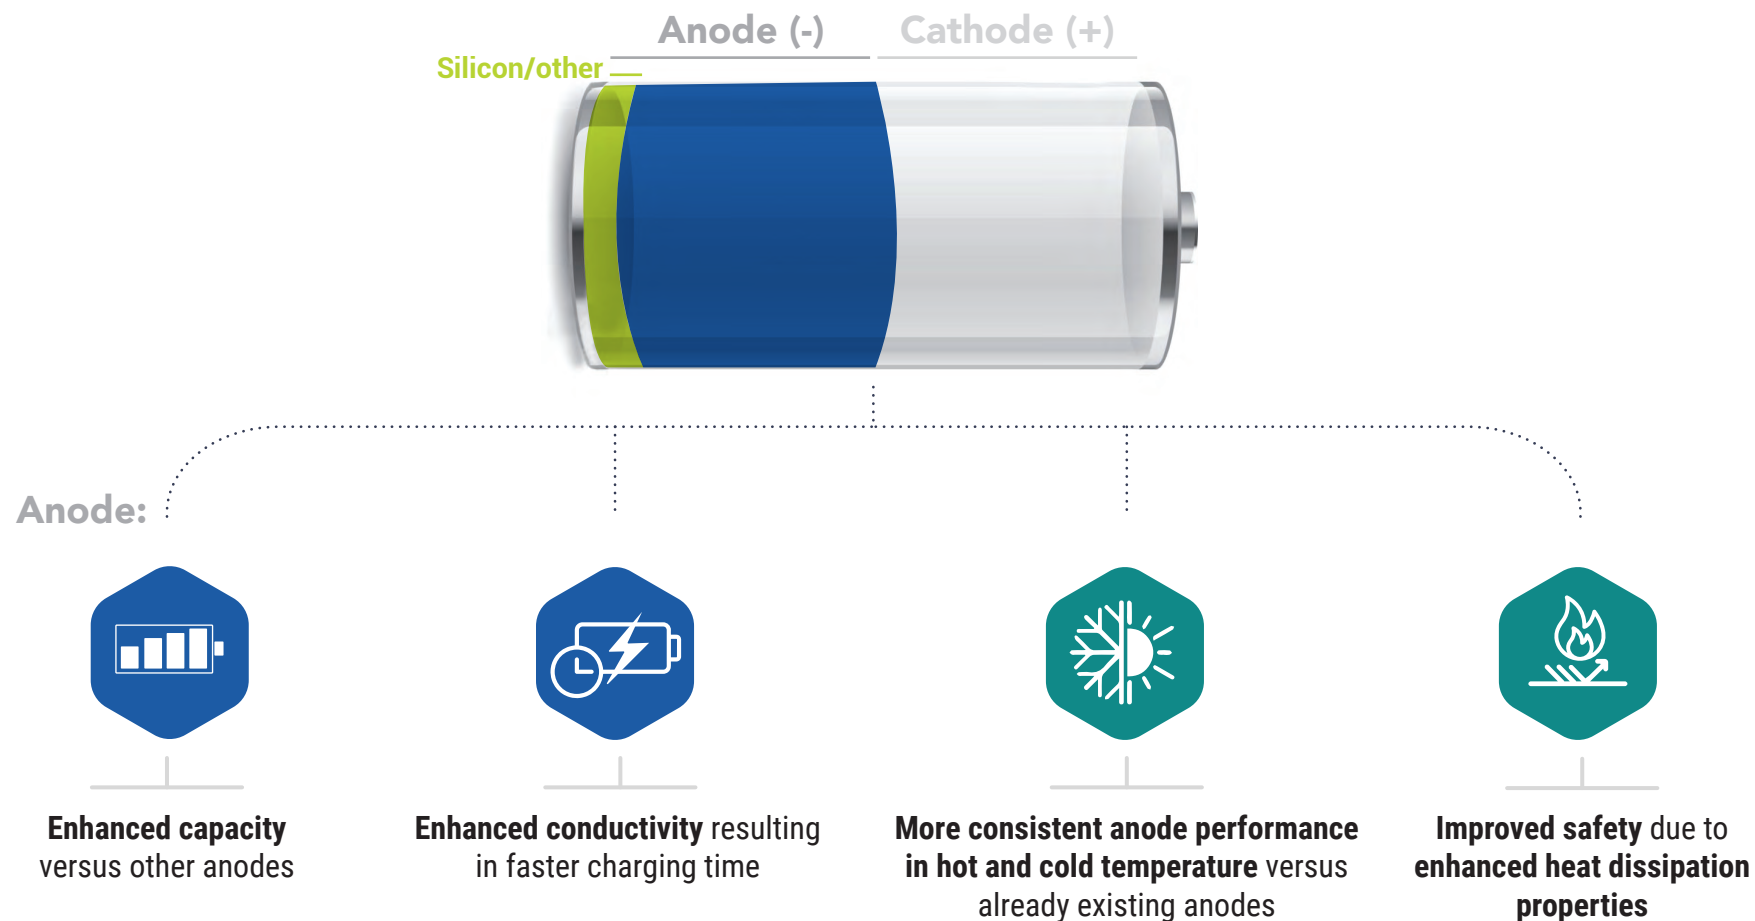 Anode (-)
Cathode (+)
Silicon/other
Anode:
Enhanced capacity
versus other anodes
Enhanced conductivity resulting
in faster charging time
More consistent anode performance
in hot and cold temperature versus
already existing anodes
Improved safety due to
enhanced heat dissipation
properties